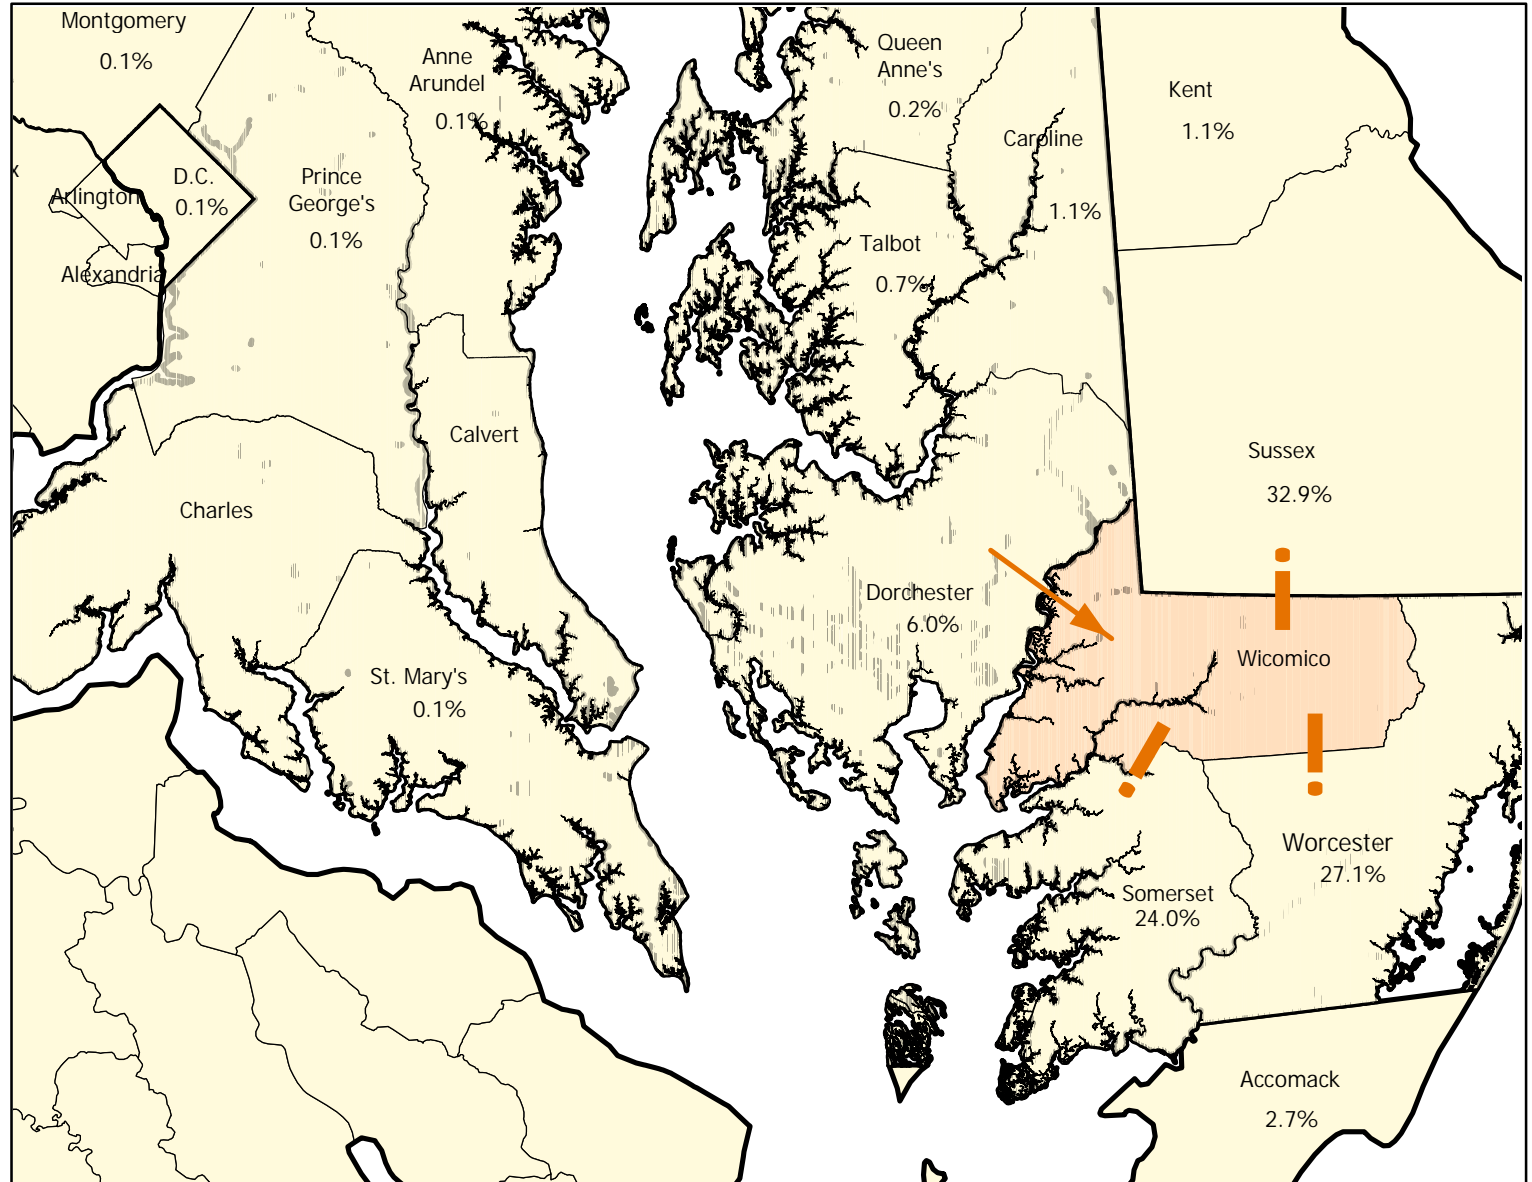 Montgomery
0.1%
Anne
Arundel
0.1%
Queen
Anne's
0.2%
Kent
1.1%
Caroline
1.1%
x
Arlington
D.C.
0.1%
Prince
George's
0.1%
Alexandria
Talbot
0.7%
Calvert
Sussex
32.9%
Charles
Dorchester
6.0%
Wicomico
St. Mary's
0.1%
Worcester
27.1%
Somerset
24.0%
Accomack
2.7%